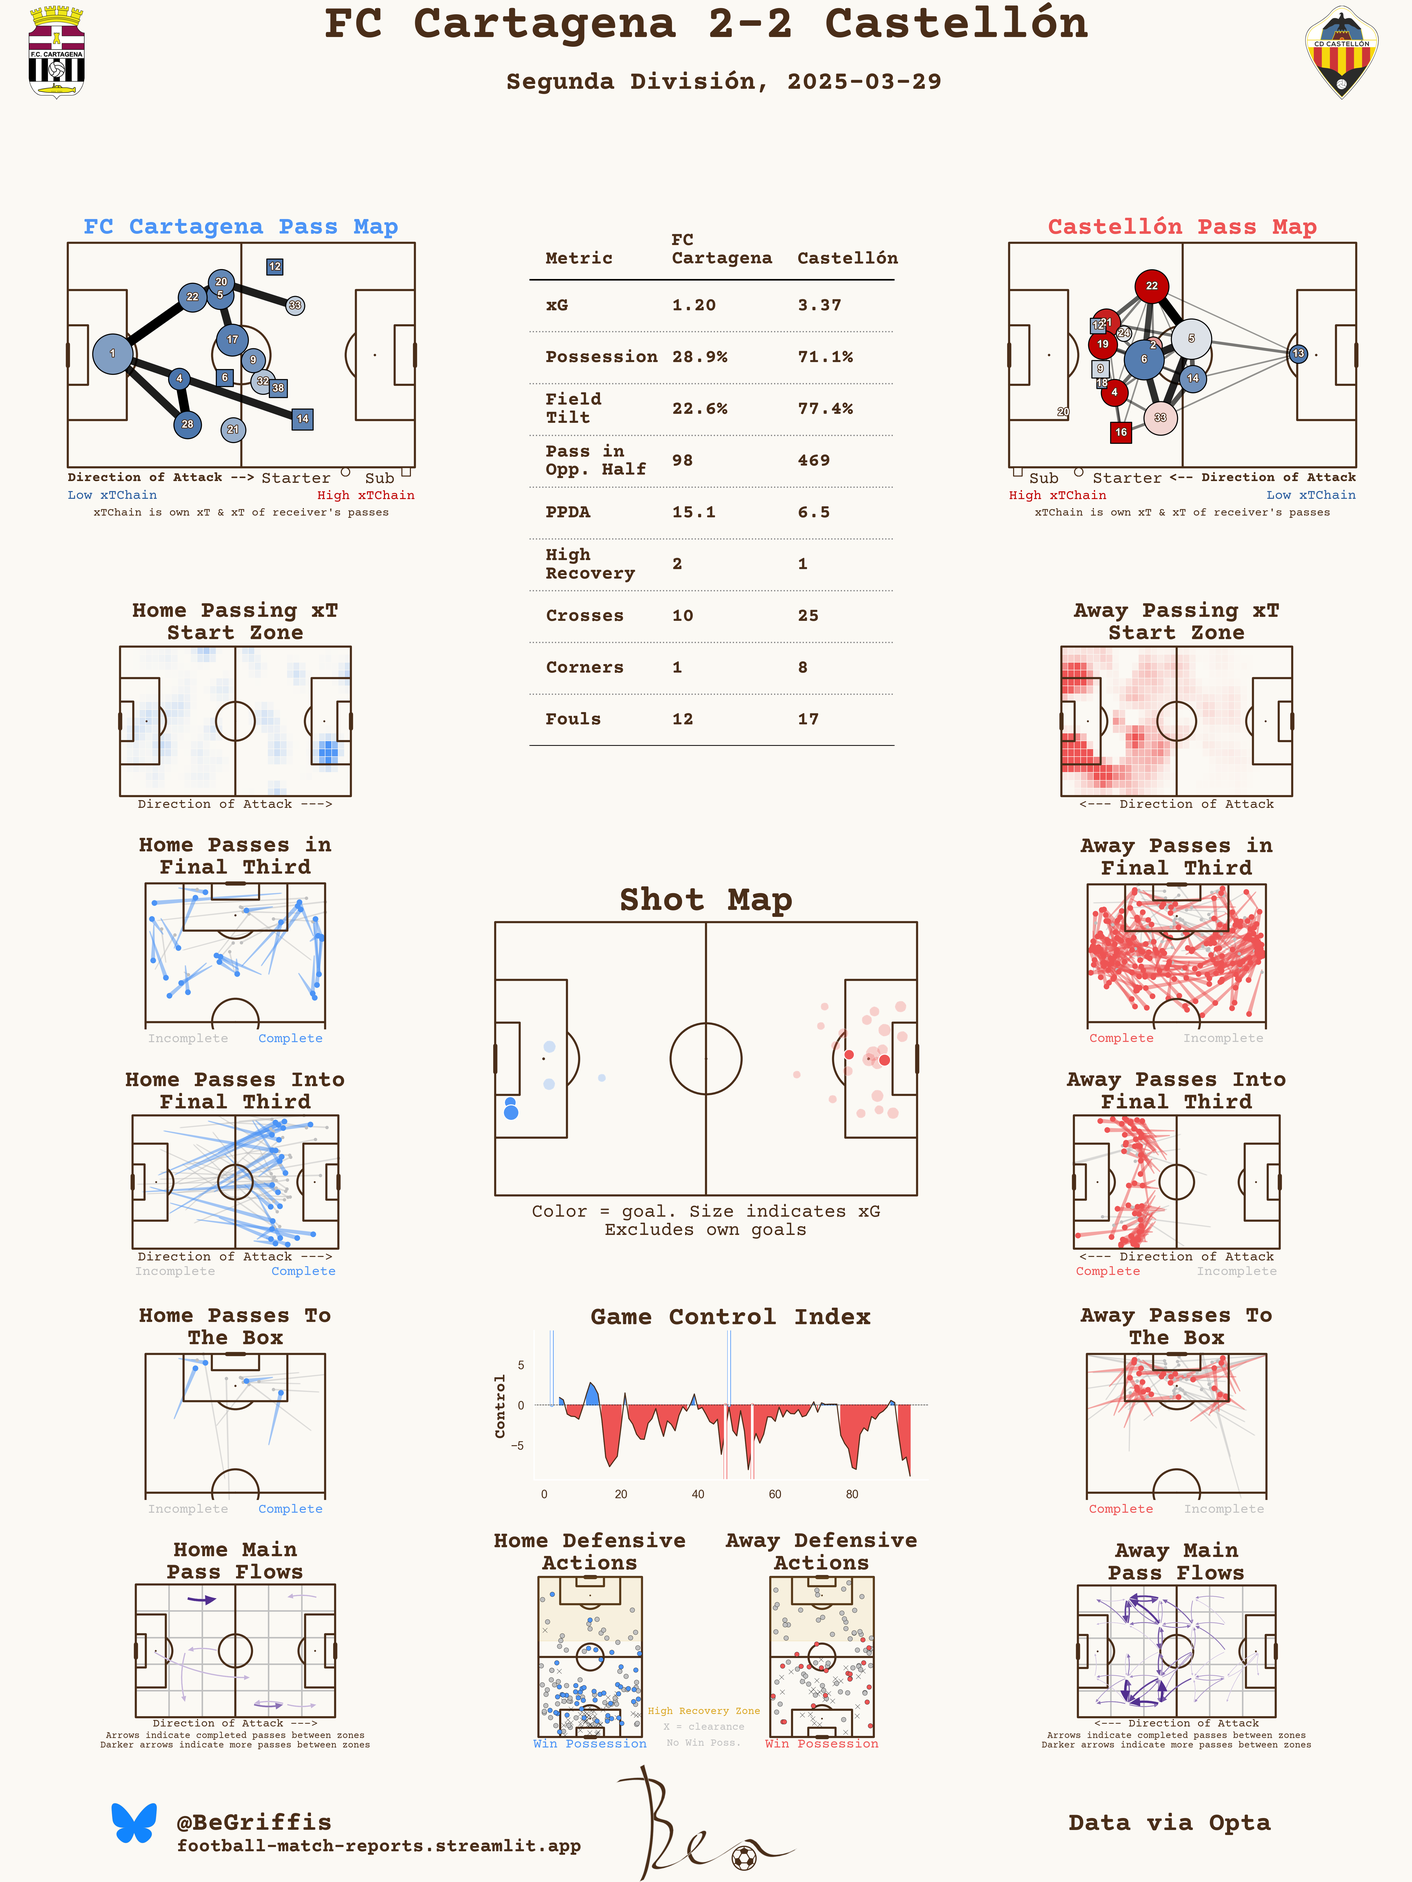 FC Cartagena 2-2 Castellón
Segunda División, 2025-03-29
F.C. CARTAGENA
CD CASTELLÓN
FC Cartagena Pass Map
12
20
5
22
33
17
1
9
4
6
32
38
14
28
21
Direction of Attack --> Starter Sub
Low xTChain High xTChain
xTChain is own xT & xT of receiver's passes
Metric FC Cartagena Castellón
xG 1.20 3.37
Possession 28.9% 71.1%
Field Tilt 22.6% 77.4%
Pass in Opp. Half 98 469
PPDA 15.1 6.5
High Recovery 2 1
Crosses 10 25
Corners 1 8
Fouls 12 17
Castellón Pass Map
22
21
12
24
19
2
5
6
13
9
18
14
4
20
33
16
Sub Starter <-- Direction of Attack
High xTChain Low xTChain
xTChain is own xT & xT of receiver's passes
Home Passing xT
Start Zone
Direction of Attack --->
Away Passing xT
Start Zone
<--- Direction of Attack
Home Passes in
Final Third
Incomplete Complete
Away Passes in
Final Third
Complete Incomplete
Shot Map
Color = goal. Size indicates xG
Excludes own goals
Home Passes Into
Final Third
Direction of Attack --->
Incomplete Complete
Away Passes Into
Final Third
<--- Direction of Attack
Complete Incomplete
Home Passes To
The Box
Incomplete Complete
Game Control Index
Control
5
0
−5
0 20 40 60 80
Away Passes To
The Box
Complete Incomplete
Home Main
Pass Flows
Direction of Attack --->
Arrows indicate completed passes between zones
Darker arrows indicate more passes between zones
Home Defensive
Actions
Win Possession
High Recovery Zone
X = clearance
No Win Poss.
Away Defensive
Actions
Win Possession
Away Main
Pass Flows
<--- Direction of Attack
Arrows indicate completed passes between zones
Darker arrows indicate more passes between zones
@BeGriffis
football-match-reports.streamlit.app
Ben
Data via Opta